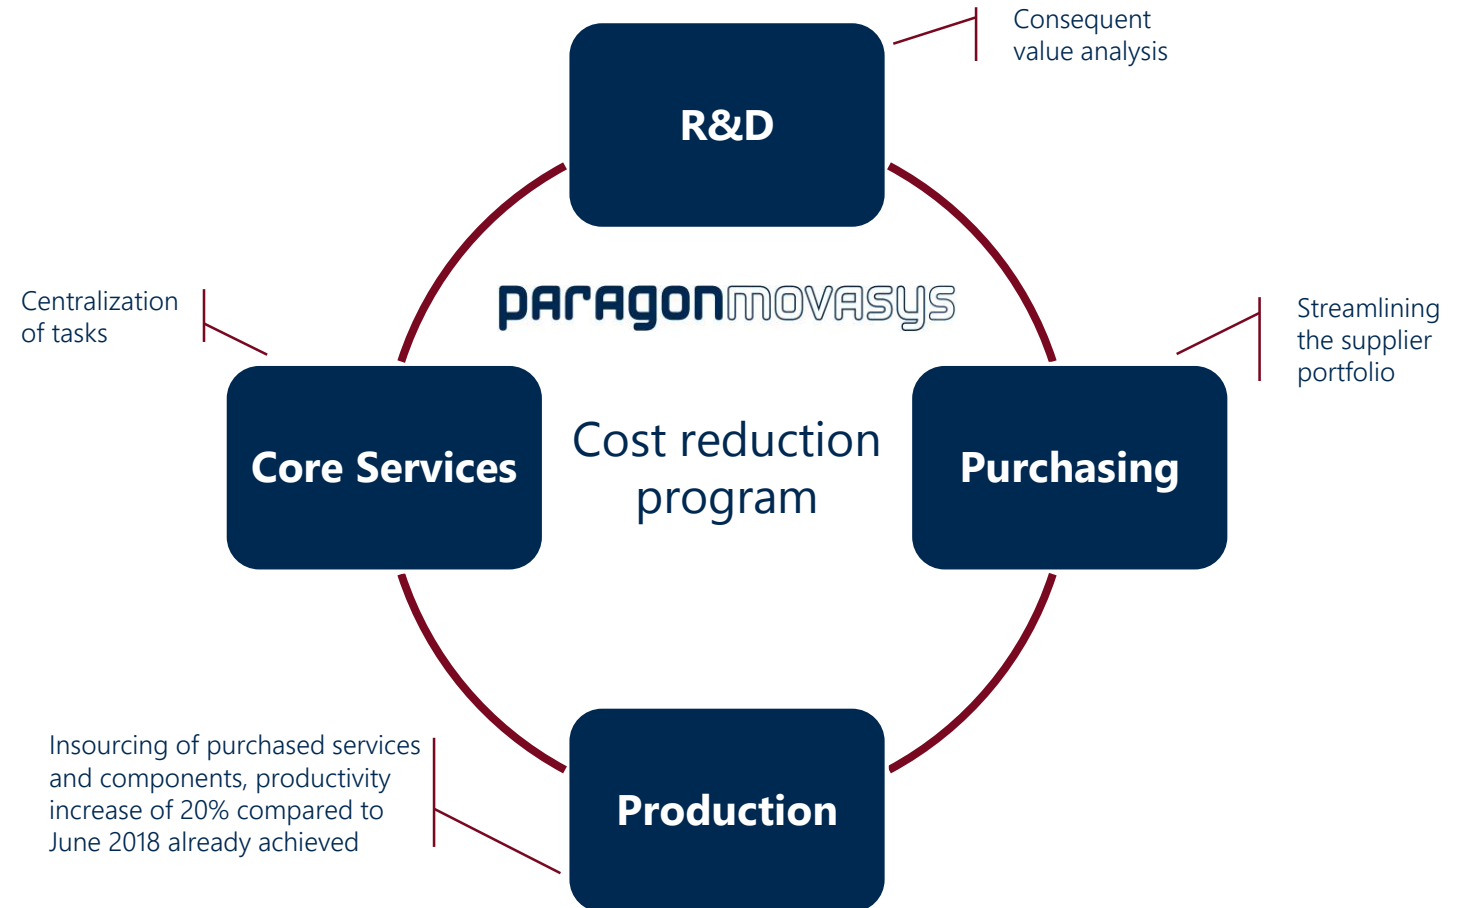 Consequent
value analysis
R&D
paragonmovasys
Centralization
of tasks
Streamlining
the supplier
portfolio
Core Services
Cost reduction
program
Purchasing
Insourcing of purchased services
and components, productivity
increase of 20% compared to
June 2018 already achieved
Production